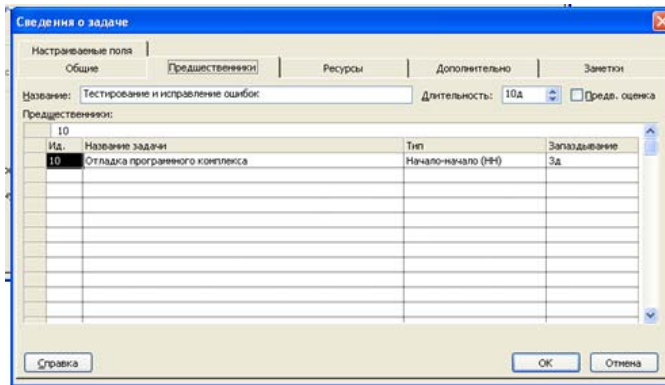 Сведения о задаче
Настраиваемые поля
Общие Предшественники Ресурсы Дополнительно Заметки
Название: Тестирование и исправление ошибок Длительность: 10д Предв. оценка
Предшественники:
10
Ид. Название задачи Тип Запаздывание
10 Отладка программного комплекса Начало-начало (НН) 3д
Справка ОК Отмена